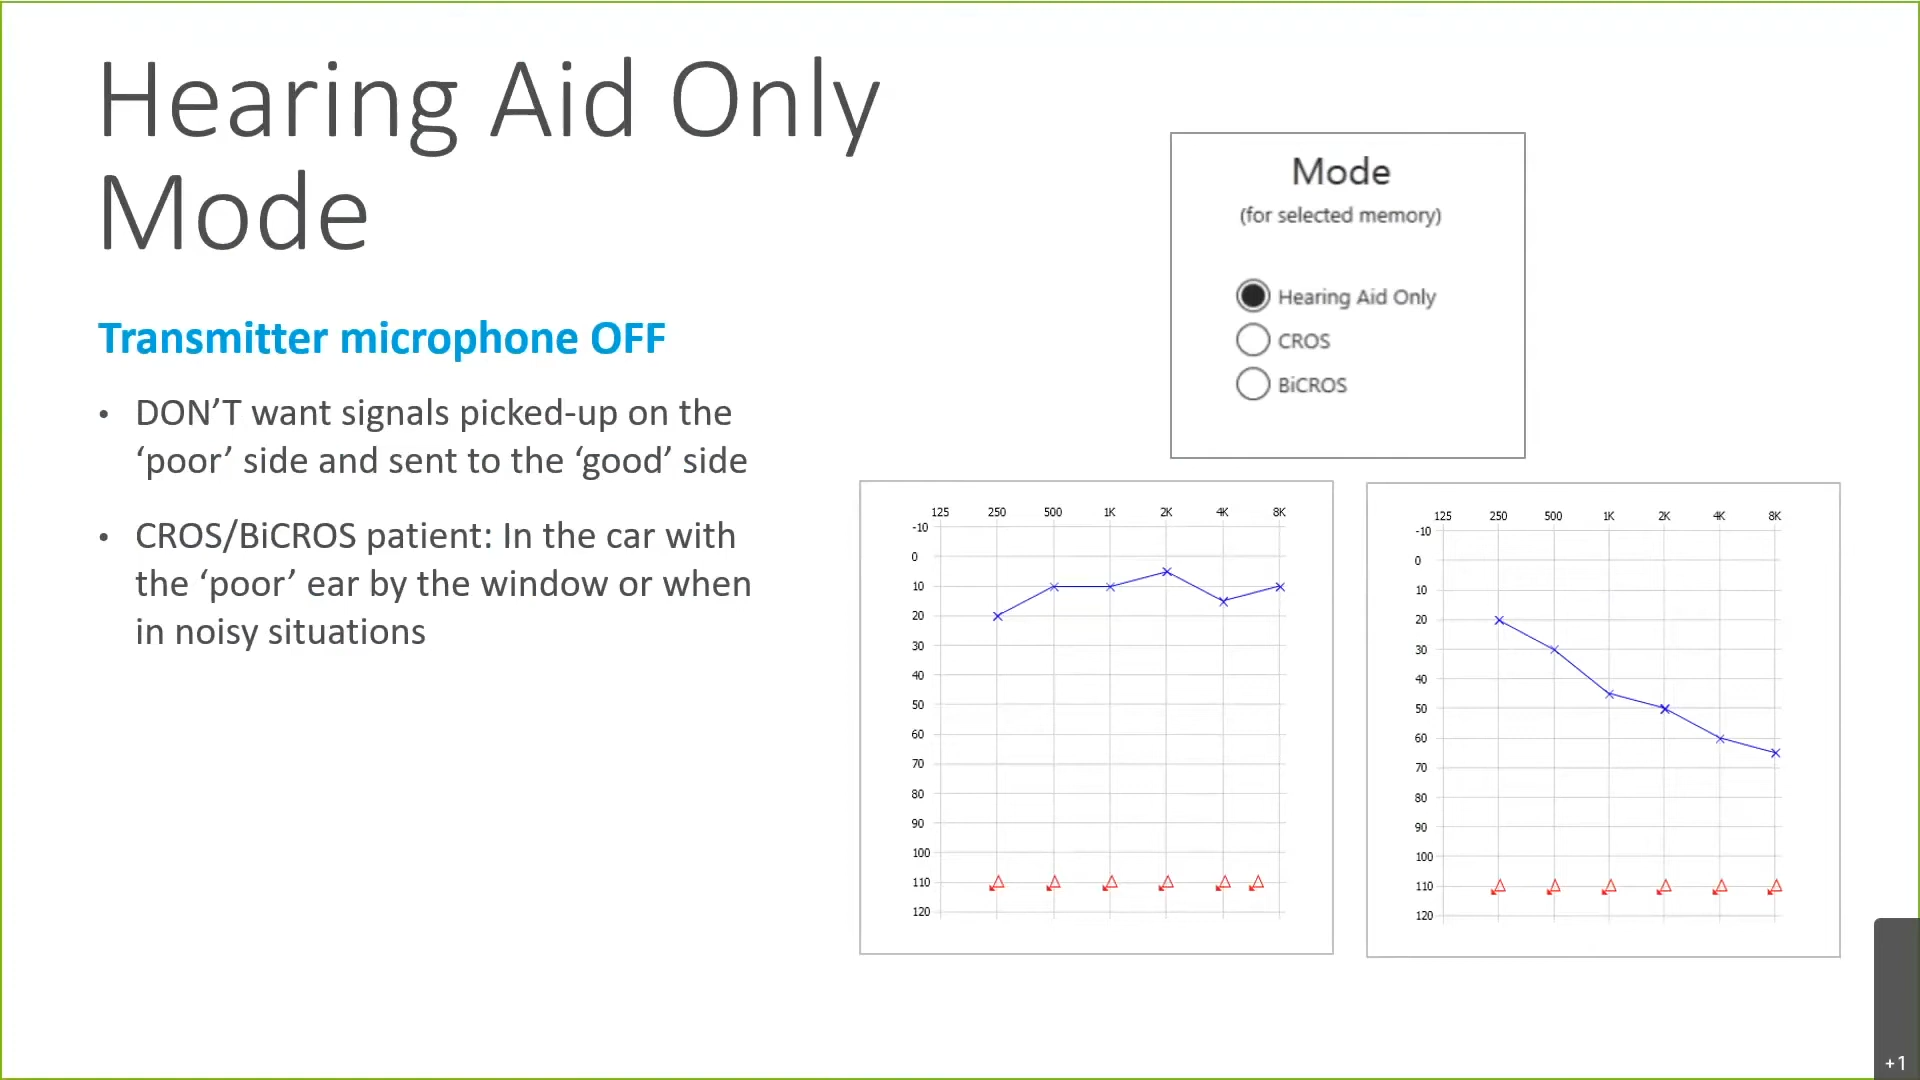 Hearing Aid Only
Mode
Transmitter microphone OFF
• DON’T want signals picked-up on the
‘poor’ side and sent to the ‘good’ side
• CROS/BiCROS patient: In the car with
the ‘poor’ ear by the window or when
in noisy situations
Mode
(for selected memory)
Hearing Aid Only
CROS
BiCROS
125 250 500 1K 2K 4K 8K
-10
0
10
20
30
40
50
60
70
80
90
100
110
120
125 250 500 1K 2K 4K 8K
-10
0
10
20
30
40
50
60
70
80
90
100
110
120
+1